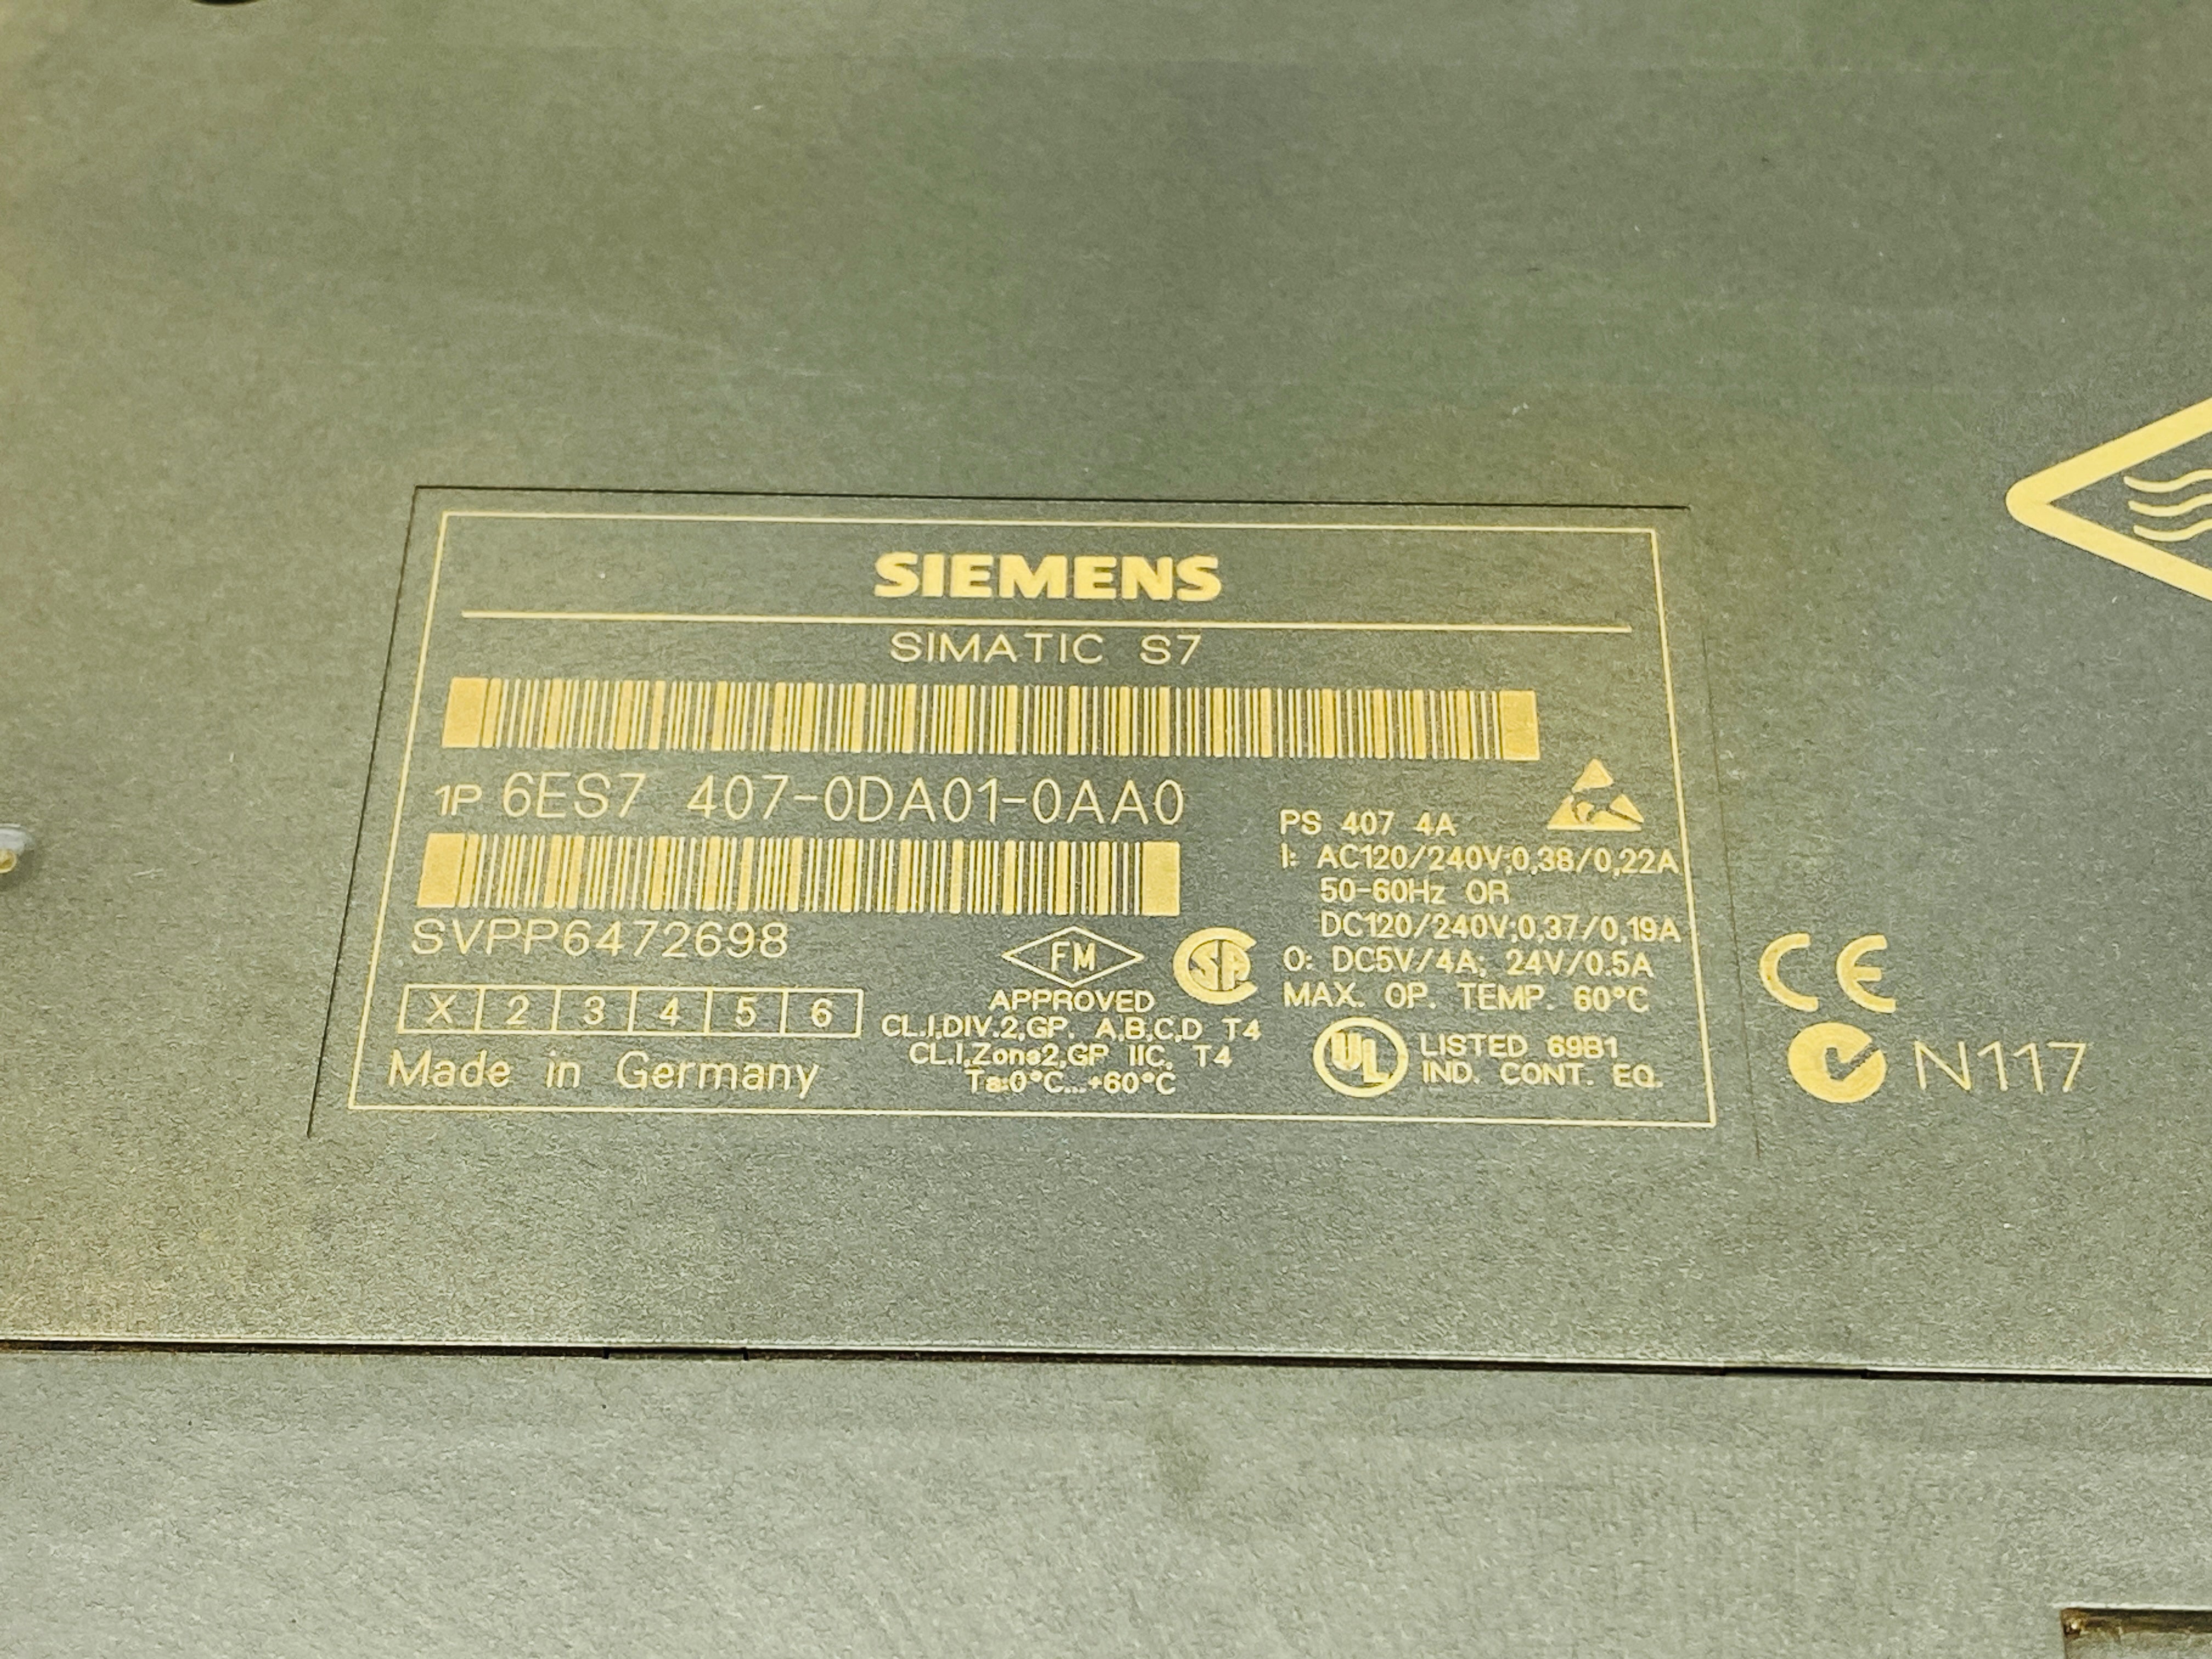 SIEMENS
SIMATIC S7
1P 6ES7 407-0DA01-0AA0
SVPP6472698
X 2 3 4 5 6
Made in Germany
FM
APPROVED
CL.I,DIV.2,GP. A,B,C,D T4
CL.I,Zone2,GP IIC, T4
Ta:0°C...+60°C
SA
PS 407 4A
I: AC120/240V;0,38/0,22A
50-60Hz OR
DC120/240V;0,37/0,19A
O: DC5V/4A; 24V/0.5A
MAX. OP. TEMP. 60°C
UL
LISTED 69B1
IND. CONT. EQ.
CE
N117